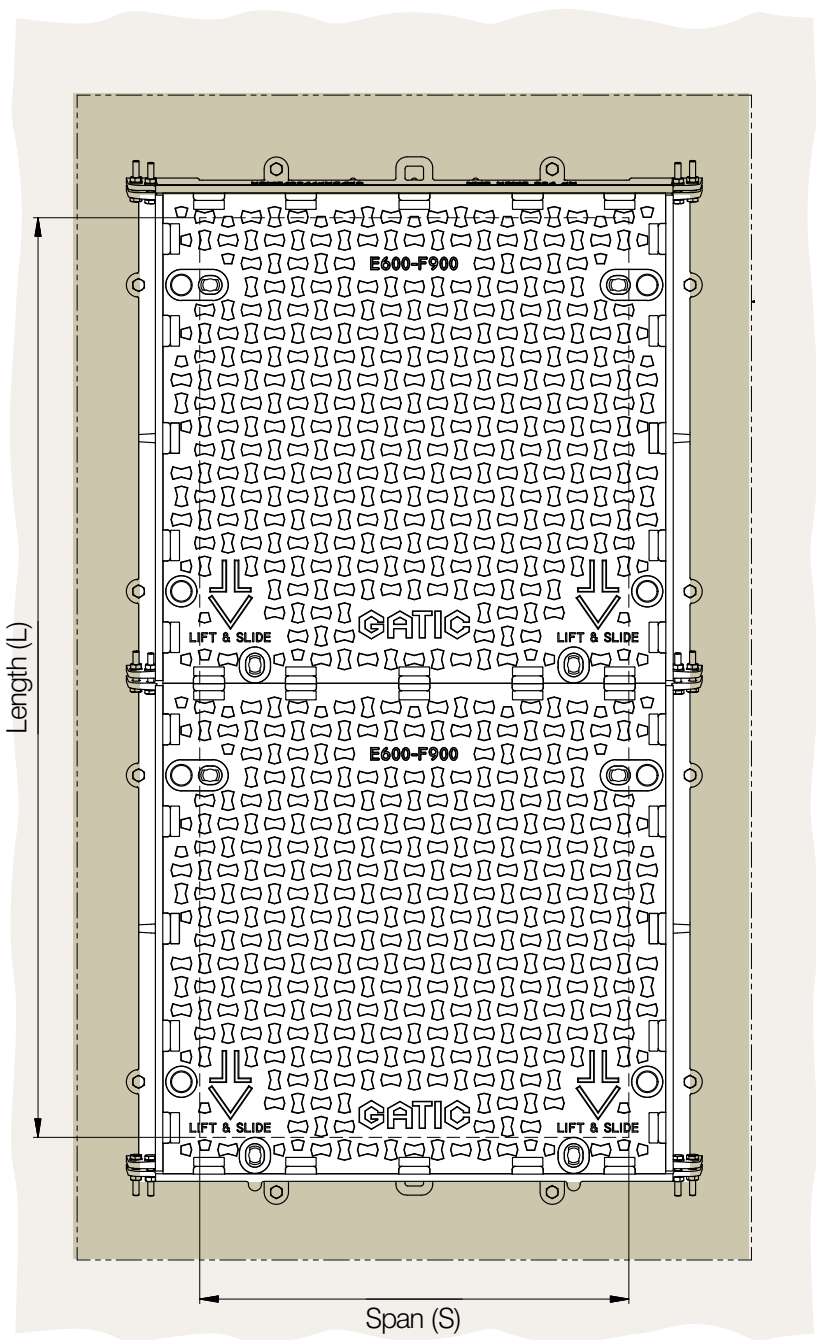 E600-F900
GATIC
LIFT & SLIDE
LIFT & SLIDE
Length (L)
E600-F900
GATIC
LIFT & SLIDE
LIFT & SLIDE
Span (S)